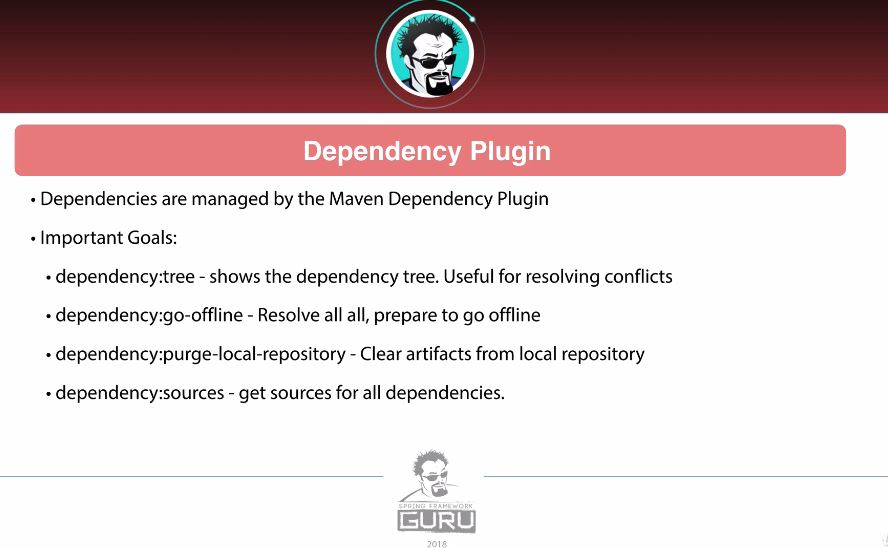 Dependency Plugin
• Dependencies are managed by the Maven Dependency Plugin
• Important Goals:
• dependency:tree - shows the dependency tree. Useful for resolving conflicts
• dependency:go-offline - Resolve all all, prepare to go offline
• dependency:purge-local-repository - Clear artifacts from local repository
• dependency:sources - get sources for all dependencies.
SPRING FRAMEWORK
GURU
2018